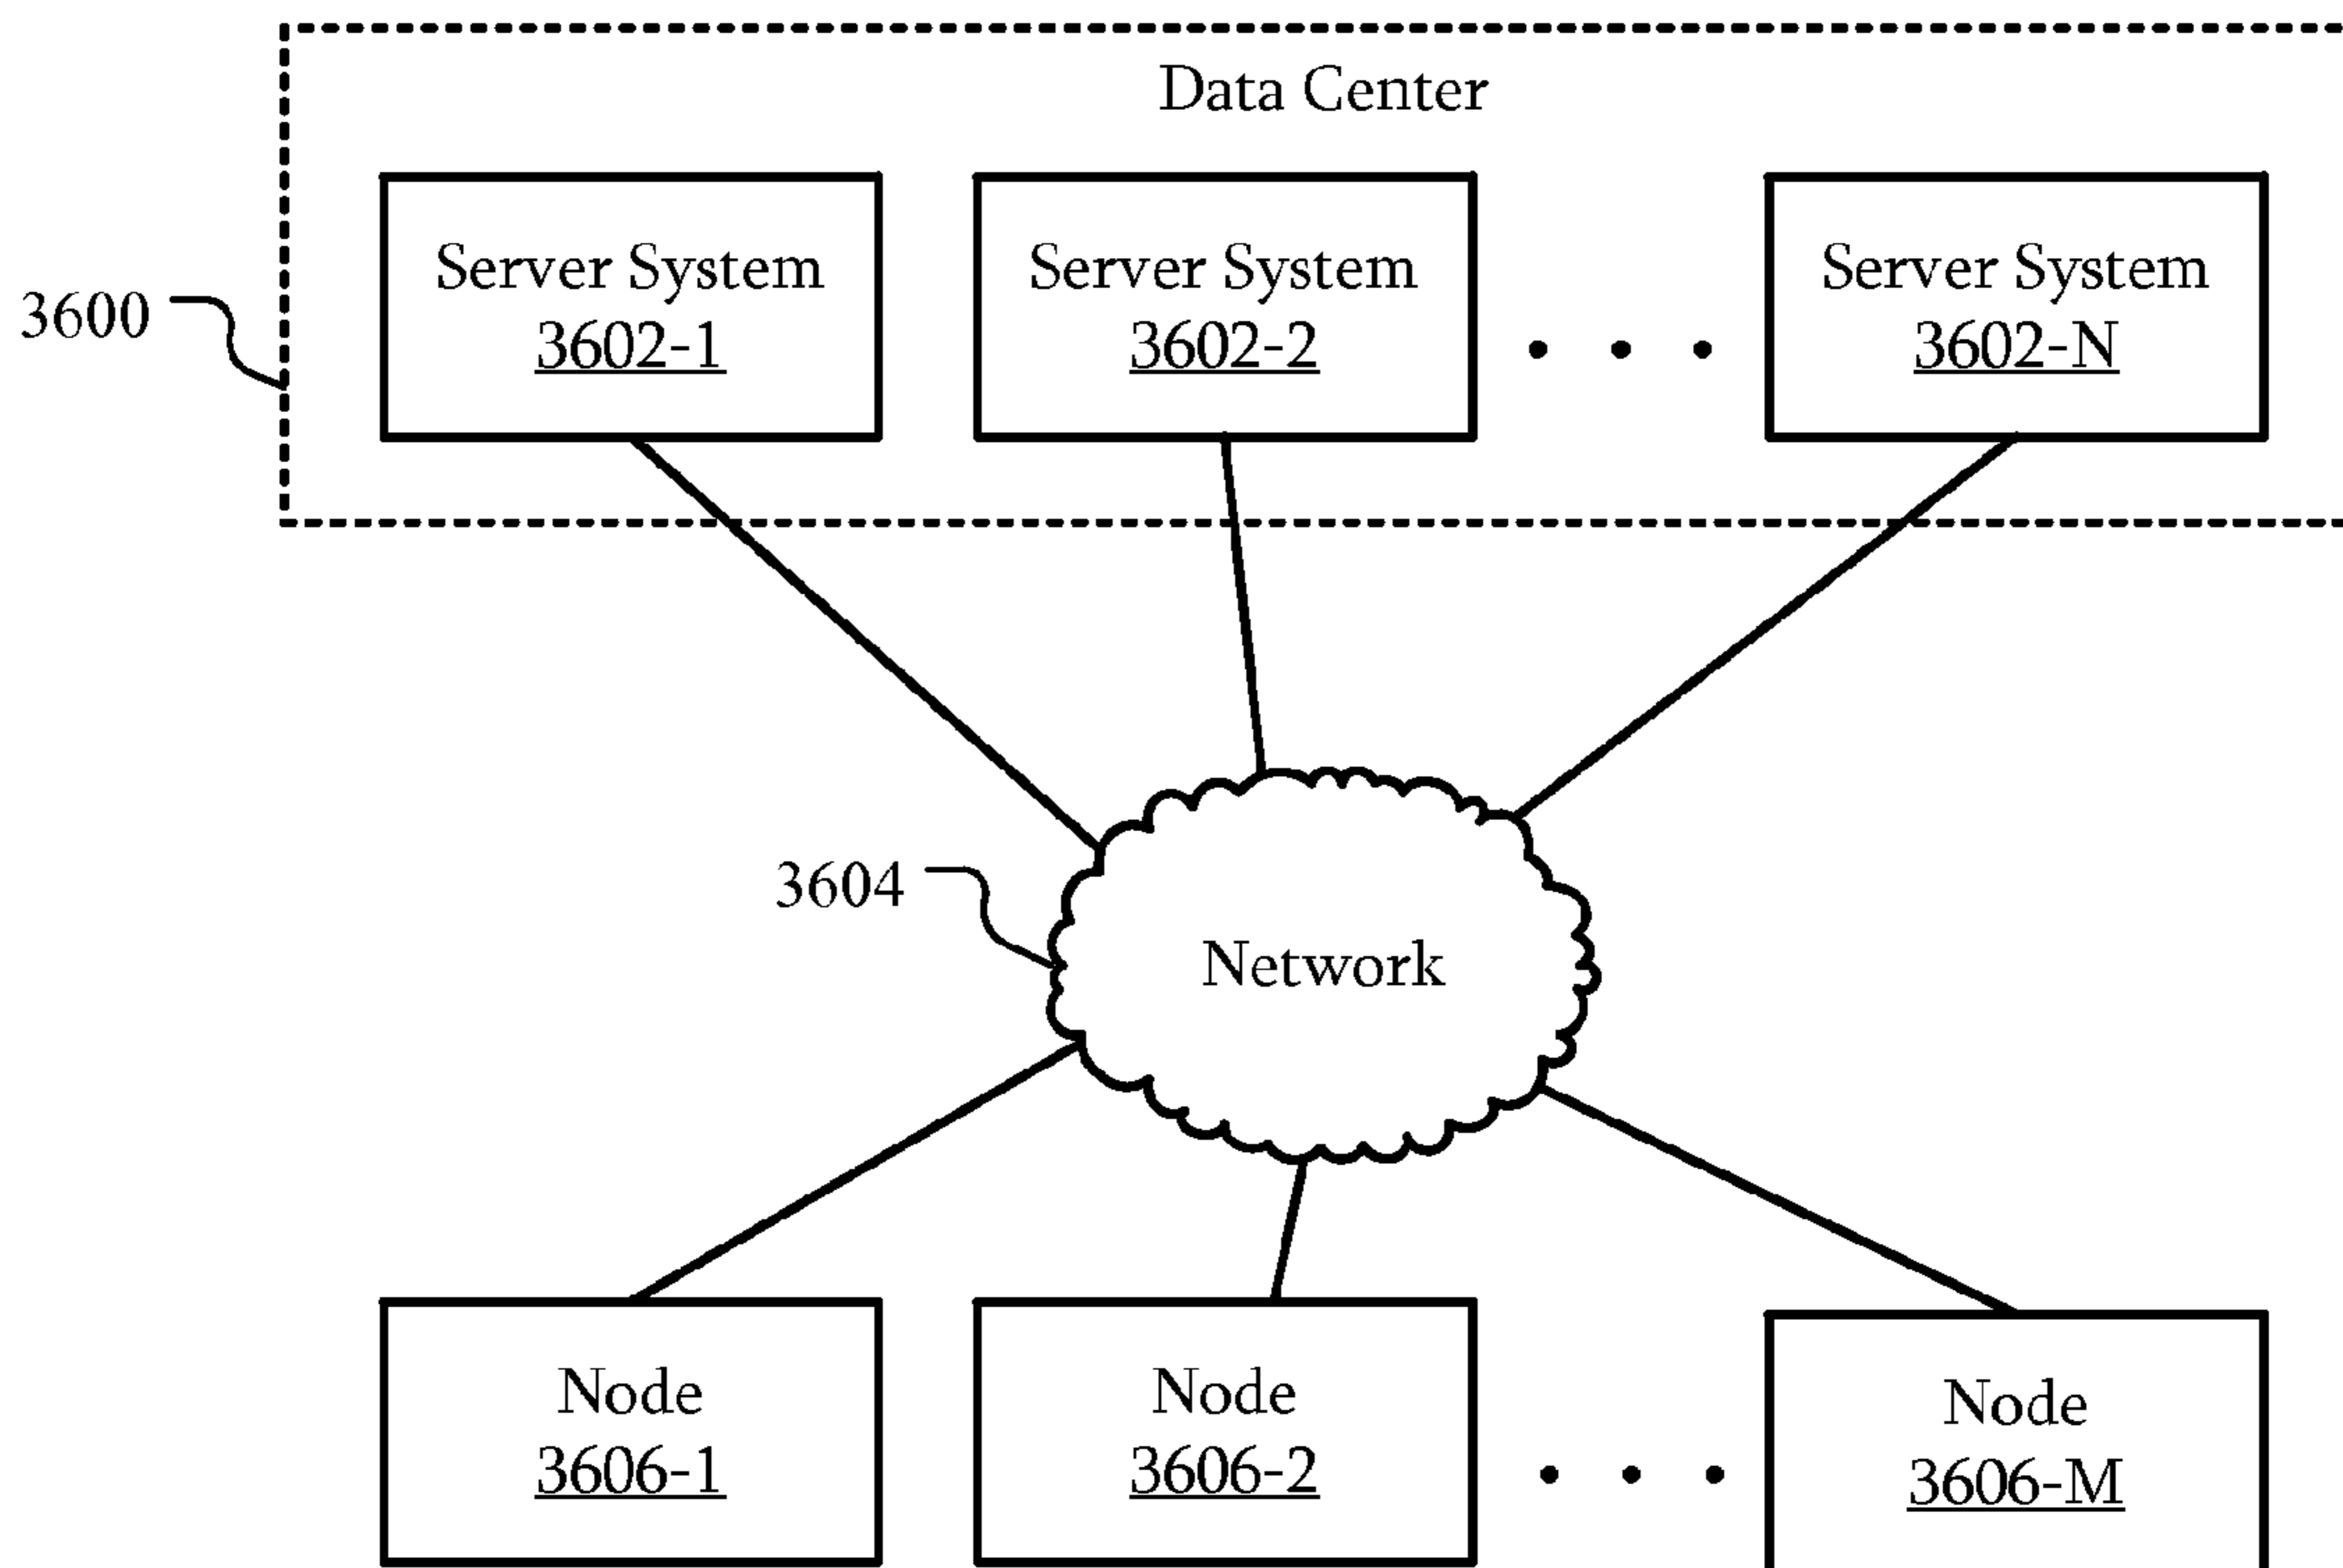 Data Center
Server System
3602-1
Server System
3602-2
Server System
3602-N
3600
3604
Network
Node
3606-1
Node
3606-2
Node
3606-M